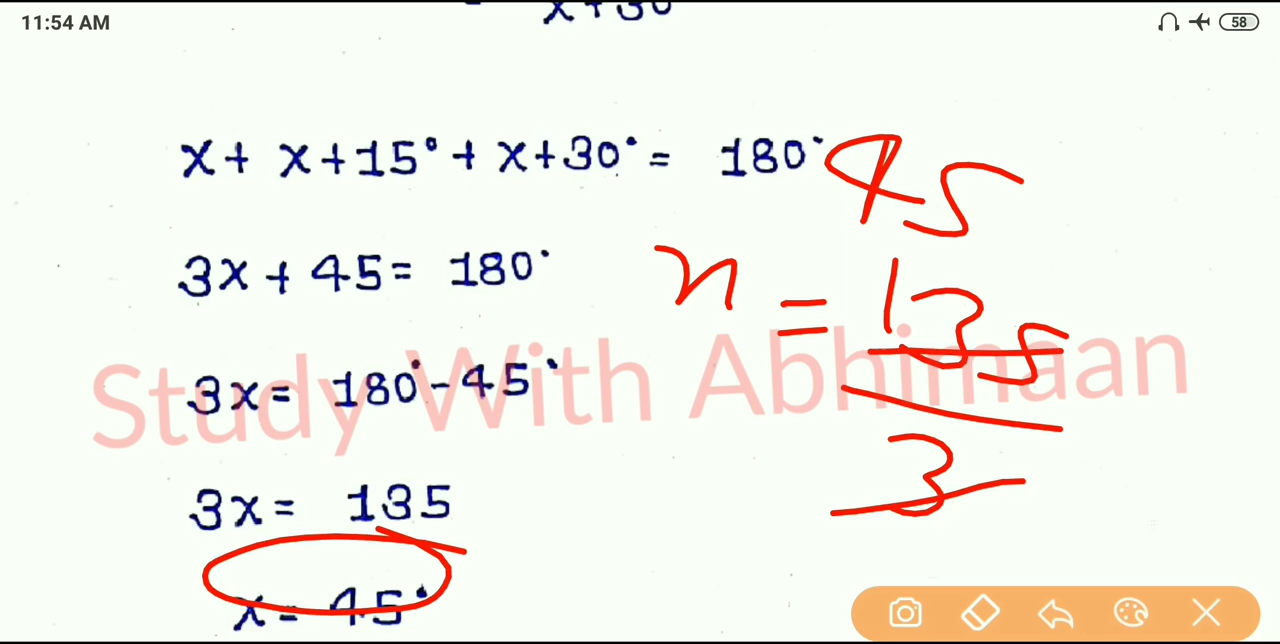 11:54 AM
58
x+30
x + x+15° + x+30° = 180°
45
3x + 45 = 180°
x = 135
3
3x = 180° - 45°
Study With Abhimaan
3x = 135
x = 45°